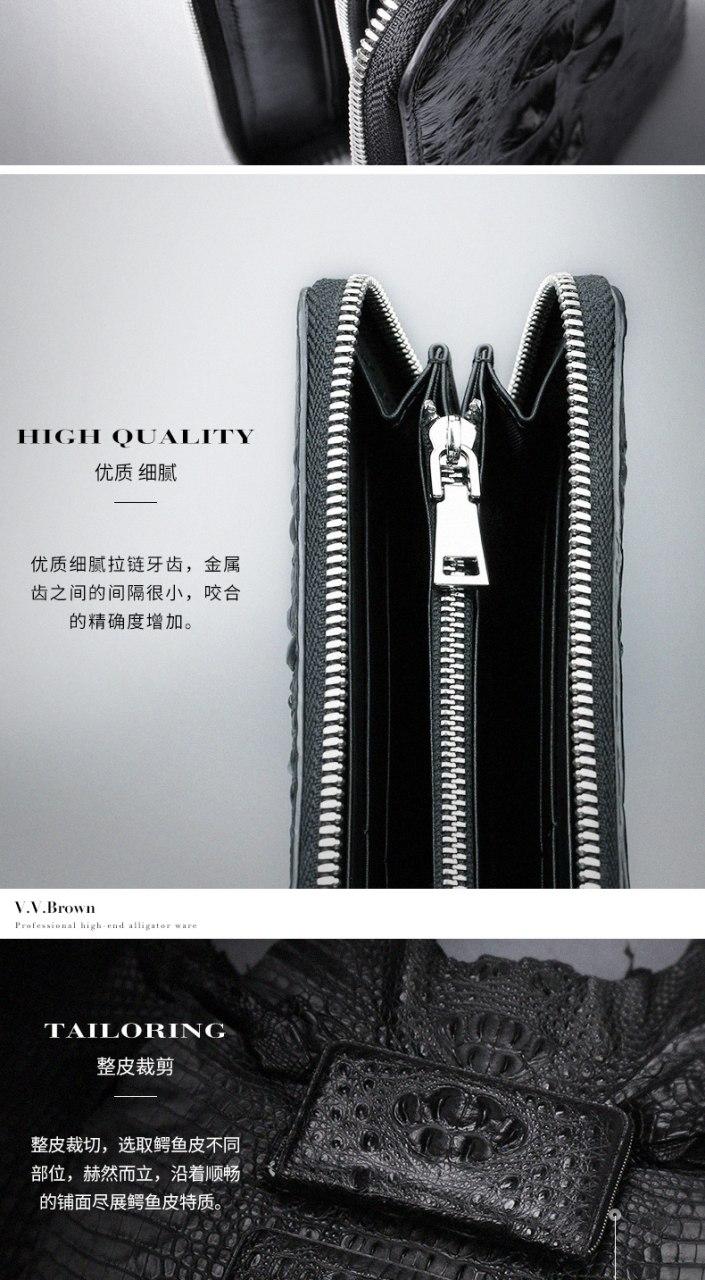 HIGH QUALITY
优质 细腻
优质细腻拉链牙齿，金属
齿之间的间隔很小，咬合
的精确度增加。
V.V.Brown
Professional high-end alligator ware
TAILORING
整皮裁剪
整皮裁切，选取鳄鱼皮不同
部位，赫然而立，沿着顺畅
的铺面尽展鳄鱼皮特质。